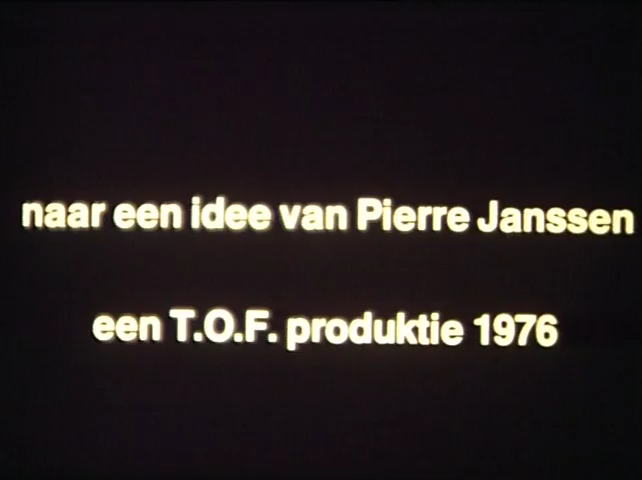 naar een idee van Pierre Janssen
een T.O.F. produktie 1976